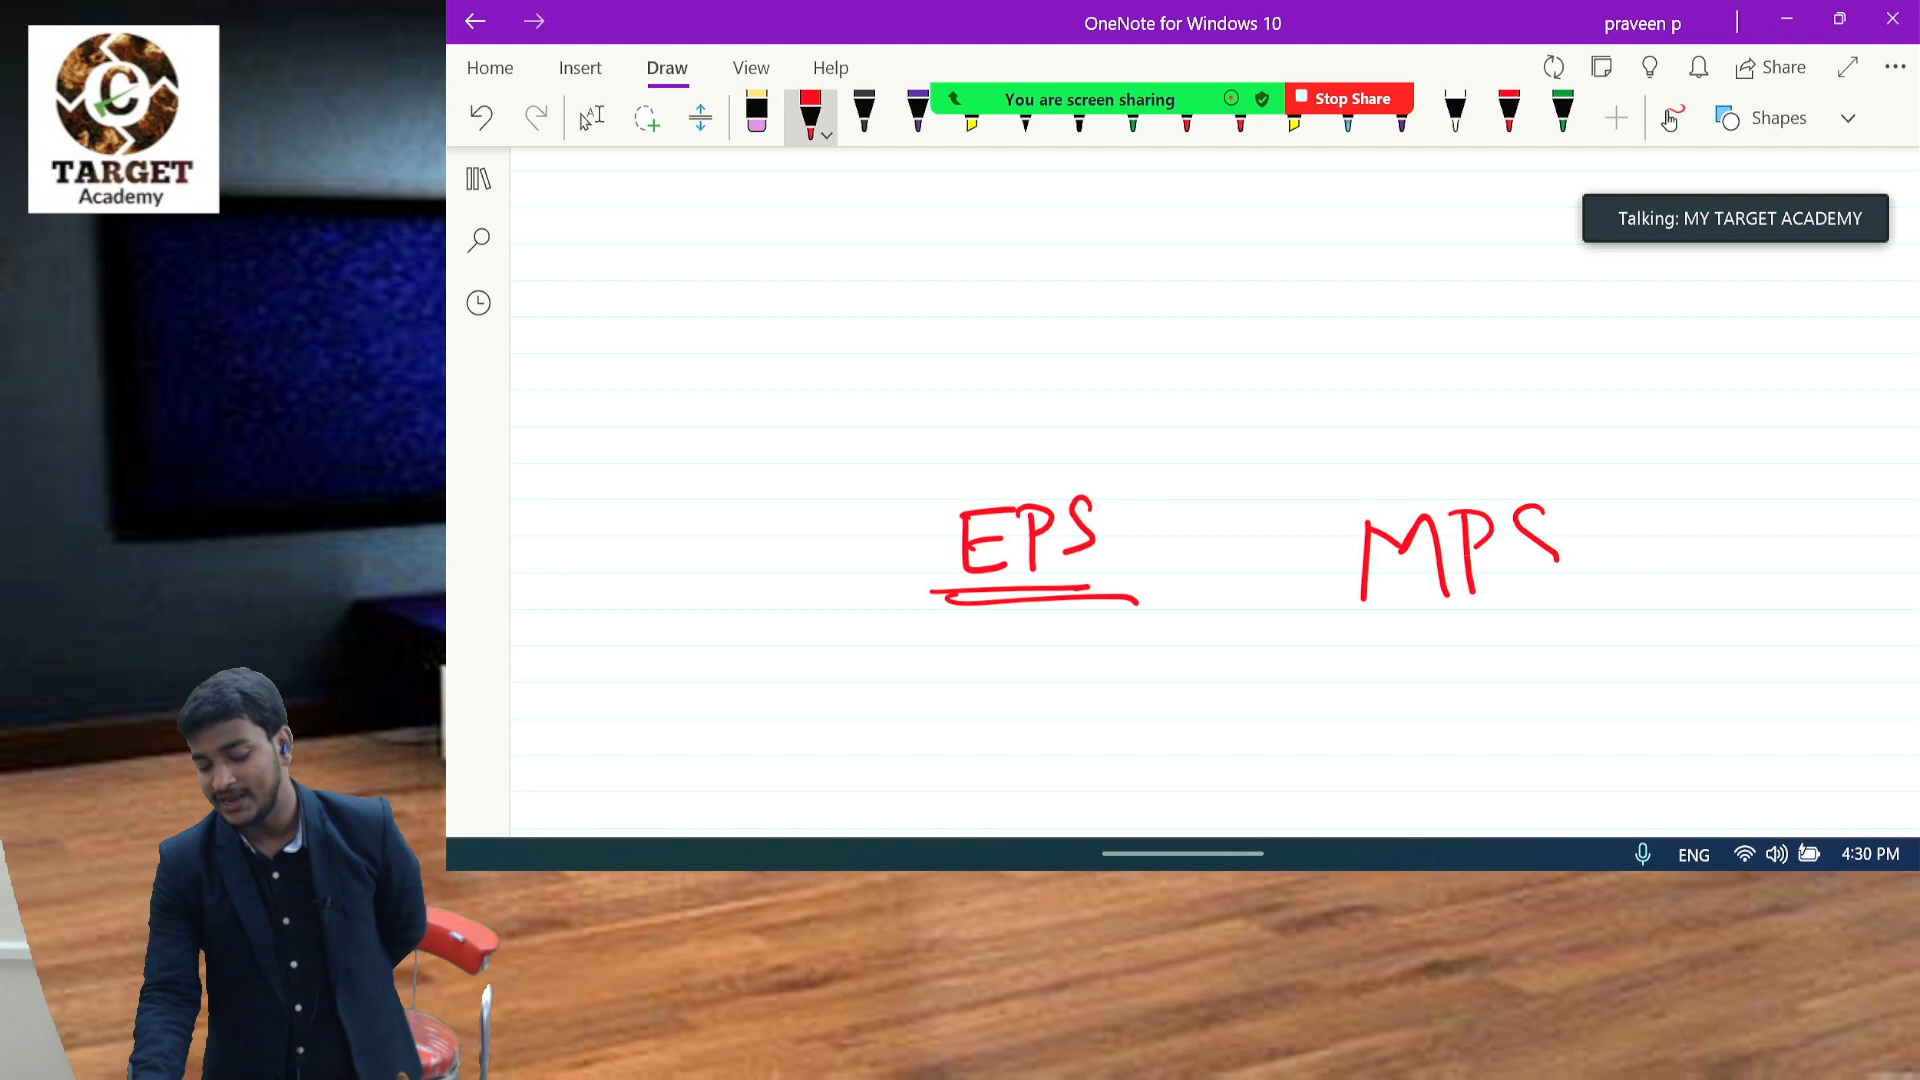 OneNote for Windows 10
praveen p
Home Insert Draw View Help
Share
You are screen sharing
Stop Share
Shapes
Talking: MY TARGET ACADEMY
C
TARGET
Academy
EPS MPS
ENG 4:30 PM